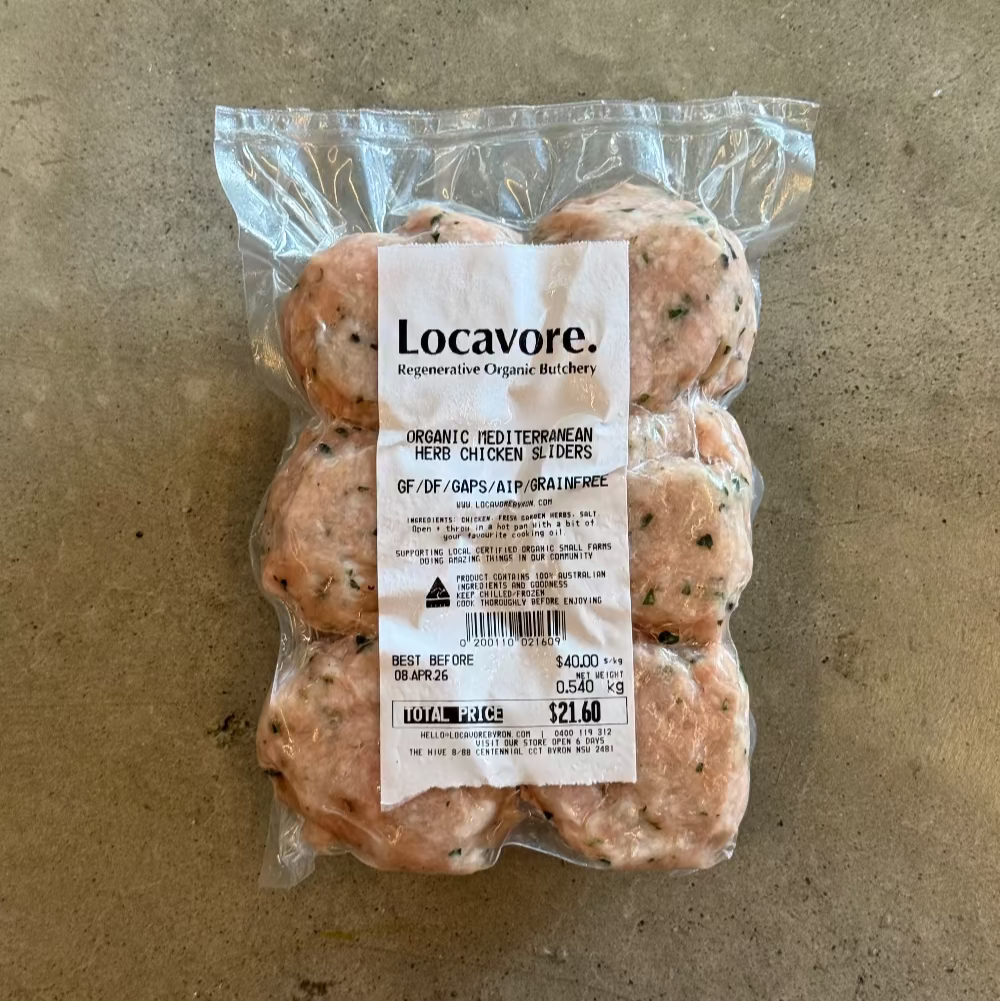 Locavore.
Regenerative Organic Butchery
ORGANIC MEDITERRANEAN
HERB CHICKEN SLIDERS
GF/DF/GAPS/AIP/GRAINFREE
WWW.LOCAVOREBYRON.COM
INGREDIENTS: CHICKEN, FRESH GARDEN HERBS, SALT.
Open + throw in a hot pan with a bit of
your favourite cooking oil.
SUPPORTING LOCAL CERTIFIED ORGANIC SMALL FARMS
DOING AMAZING THINGS IN OUR COMMUNITY
PRODUCT CONTAINS 100% AUSTRALIAN
INGREDIENTS AND GOODNESS
KEEP CHILLED/FROZEN
COOK THOROUGHLY BEFORE ENJOYING
0 200110 021609
BEST BEFORE
08.APR.26
$40.00 $/kg
NET WEIGHT
0.540 kg
TOTAL PRICE $21.60
HELLO@LOCAVOREBYRON.COM | 0400 119 312
VISIT OUR STORE OPEN 6 DAYS
THE HIVE 8/88 CENTENNIAL CCT BYRON NSW 2481